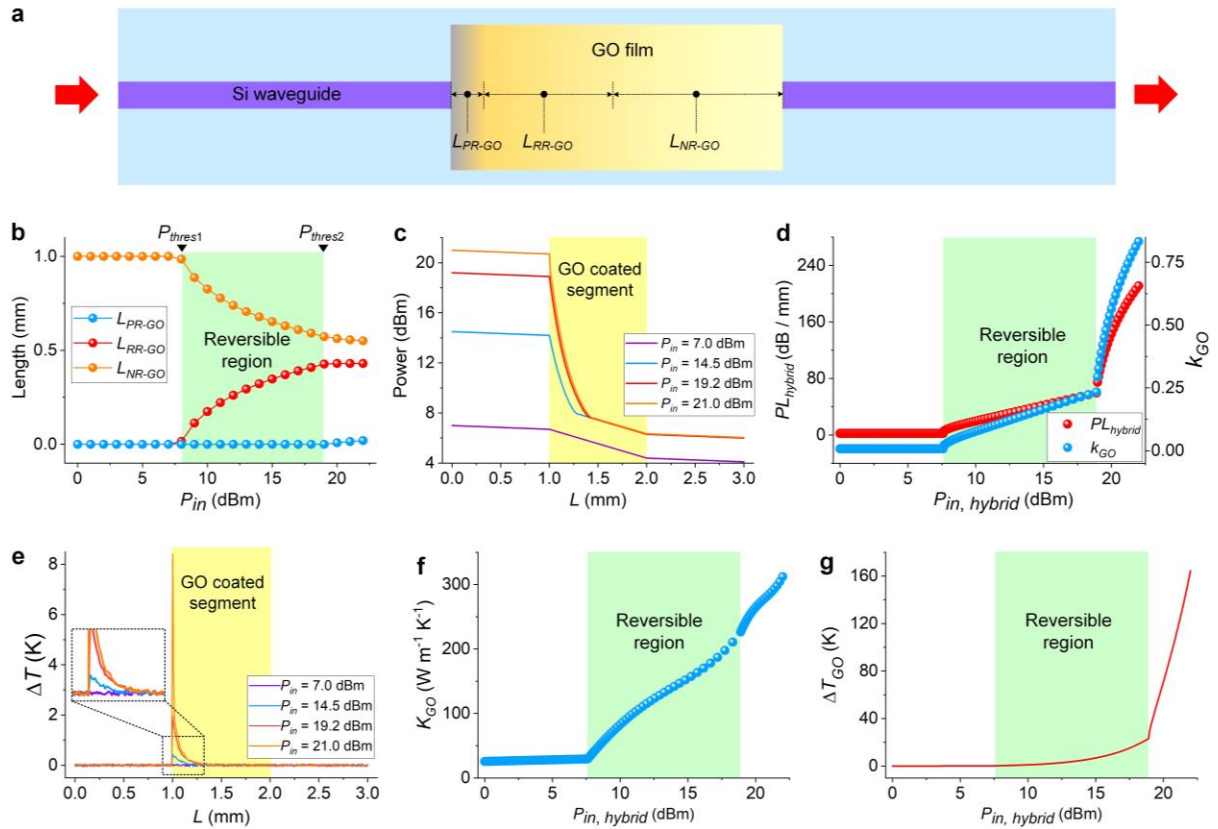 a
GO film
Si waveguide
L_PR-GO L_RR-GO L_NR-GO
b
P_thres1 P_thres2
Length (mm)
1.0
0.5
0.0
L_PR-GO
L_RR-GO
L_NR-GO
Reversible
region
0 5 10 15 20
P_in (dBm)
c
Power (dBm)
20
16
12
8
4
GO coated
segment
P_in = 7.0 dBm
P_in = 14.5 dBm
P_in = 19.2 dBm
P_in = 21.0 dBm
0.0 0.5 1.0 1.5 2.0 2.5 3.0
L (mm)
d
PL_hybrid (dB / mm)
240
160
80
0
Reversible
region
PL_hybrid
k_GO
0.75
0.50
0.25
0.00
k_GO
0 5 10 15 20
P_in, hybrid (dBm)
e
ΔT (K)
8
6
4
2
0
GO coated
segment
P_in = 7.0 dBm
P_in = 14.5 dBm
P_in = 19.2 dBm
P_in = 21.0 dBm
0.0 0.5 1.0 1.5 2.0 2.5 3.0
L (mm)
f
K_GO (W m⁻¹ K⁻¹)
300
200
100
0
Reversible
region
0 5 10 15 20
P_in, hybrid (dBm)
g
ΔT_GO (K)
160
120
80
40
0
Reversible
region
0 5 10 15 20
P_in, hybrid (dBm)